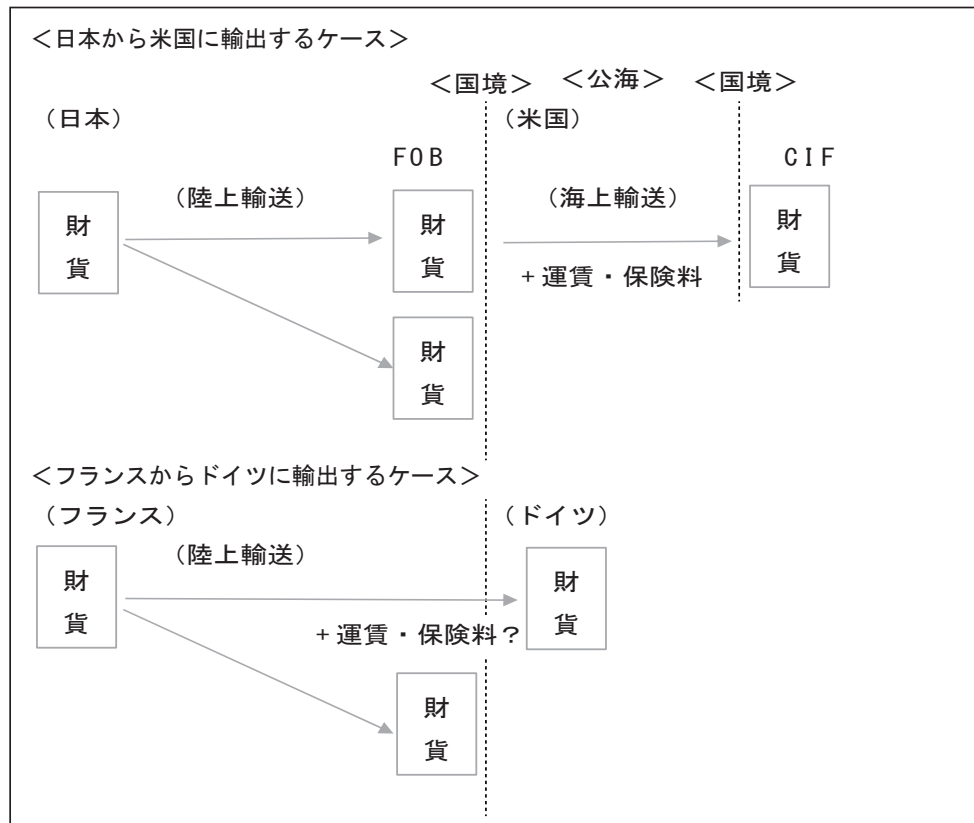 ＜日本から米国に輸出するケース＞
＜国境＞ ＜公海＞ ＜国境＞
（日本） （米国）
ＦＯＢ ＣＩＦ
（陸上輸送） （海上輸送）
財貨
財貨
＋運賃・保険料
財貨
財貨
＜フランスからドイツに輸出するケース＞
（フランス） （ドイツ）
（陸上輸送）
財貨
財貨
＋運賃・保険料？
財貨